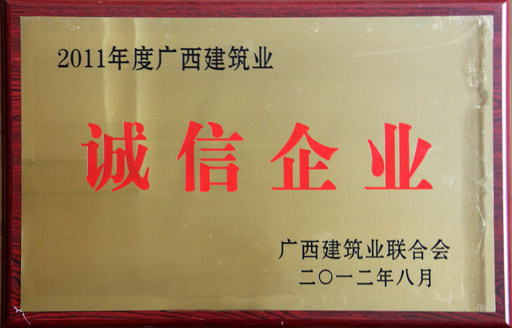 2011年度广西建筑业
诚信企业
广西建筑业联合会
二〇一二年八月